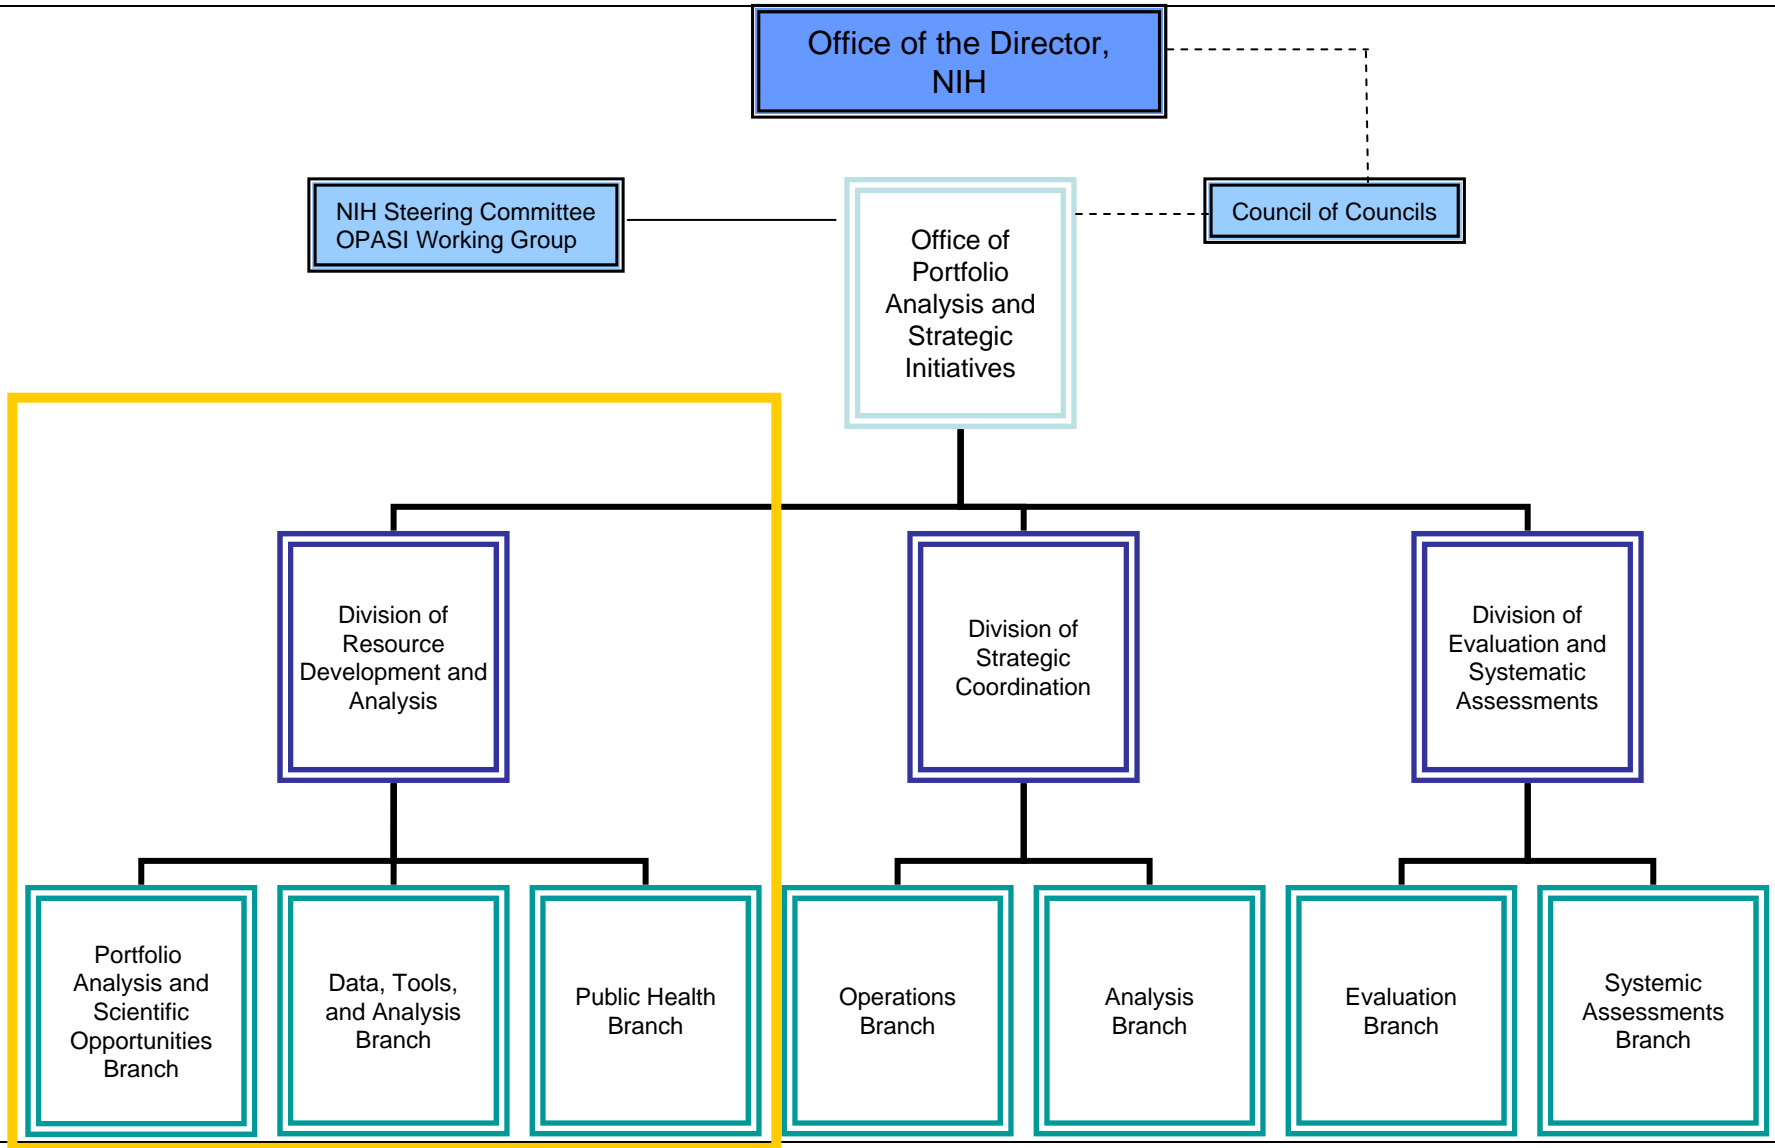 Office of the Director,
NIH
NIH Steering Committee
OPASI Working Group
Office of
Portfolio
Analysis and
Strategic
Initiatives
Council of Councils
Division of
Resource
Development and
Analysis
Division of
Strategic
Coordination
Division of
Evaluation and
Systematic
Assessments
Portfolio
Analysis and
Scientific
Opportunities
Branch
Data, Tools,
and Analysis
Branch
Public Health
Branch
Operations
Branch
Analysis
Branch
Evaluation
Branch
Systemic
Assessments
Branch